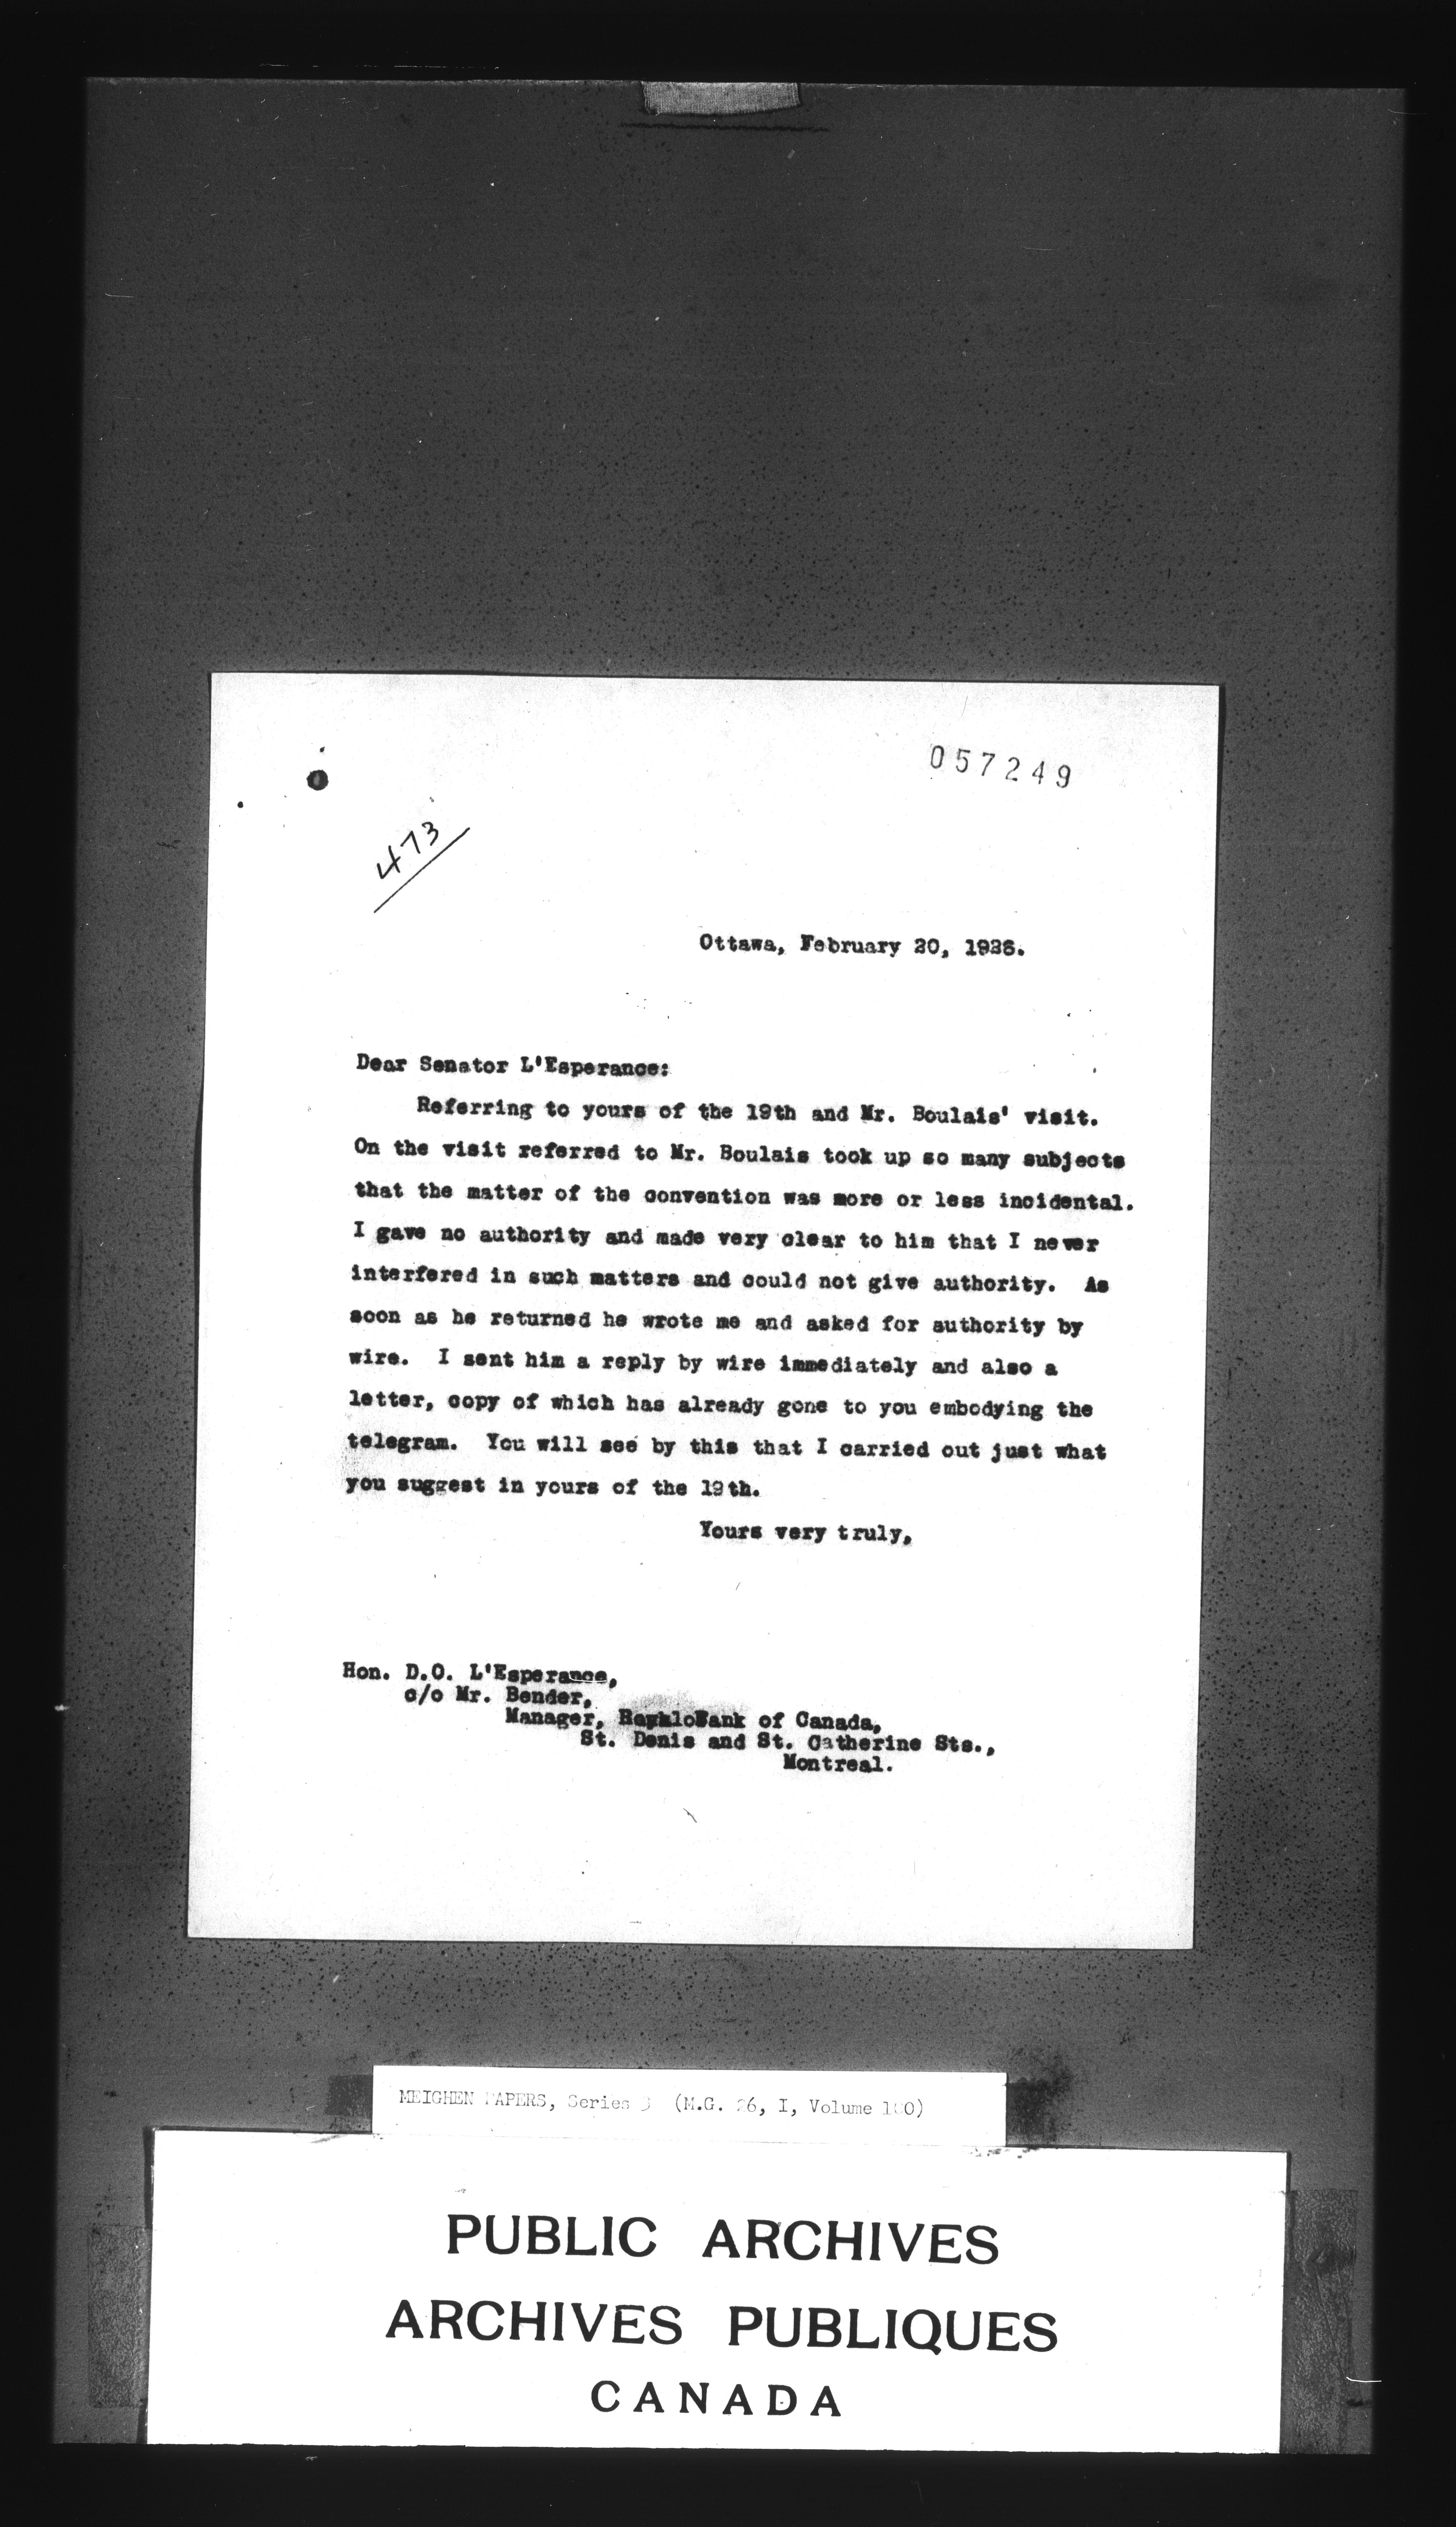 057249
473
Ottawa, February 20, 1926.
Dear Senator L'Esperance:
Referring to yours of the 19th and Mr. Boulais' visit.
On the visit referred to Mr. Boulais took up so many subjects
that the matter of the convention was more or less incidental.
I gave no authority and made very clear to him that I never
interfered in such matters and could not give authority. As
soon as he returned he wrote me and asked for authority by
wire. I sent him a reply by wire immediately and also a
letter, copy of which has already gone to you embodying the
telegram. You will see by this that I carried out just what
you suggest in yours of the 19th.
Yours very truly,
Hon. D.O. L'Esperance,
c/o Mr. Bender,
Manager, Bank of Canada,
St. Denis and St. Catherine Sts.,
Montreal.
MEIGHEN PAPERS, Series (M.G. 26, I, Volume
PUBLIC ARCHIVES
ARCHIVES PUBLIQUES
CANADA